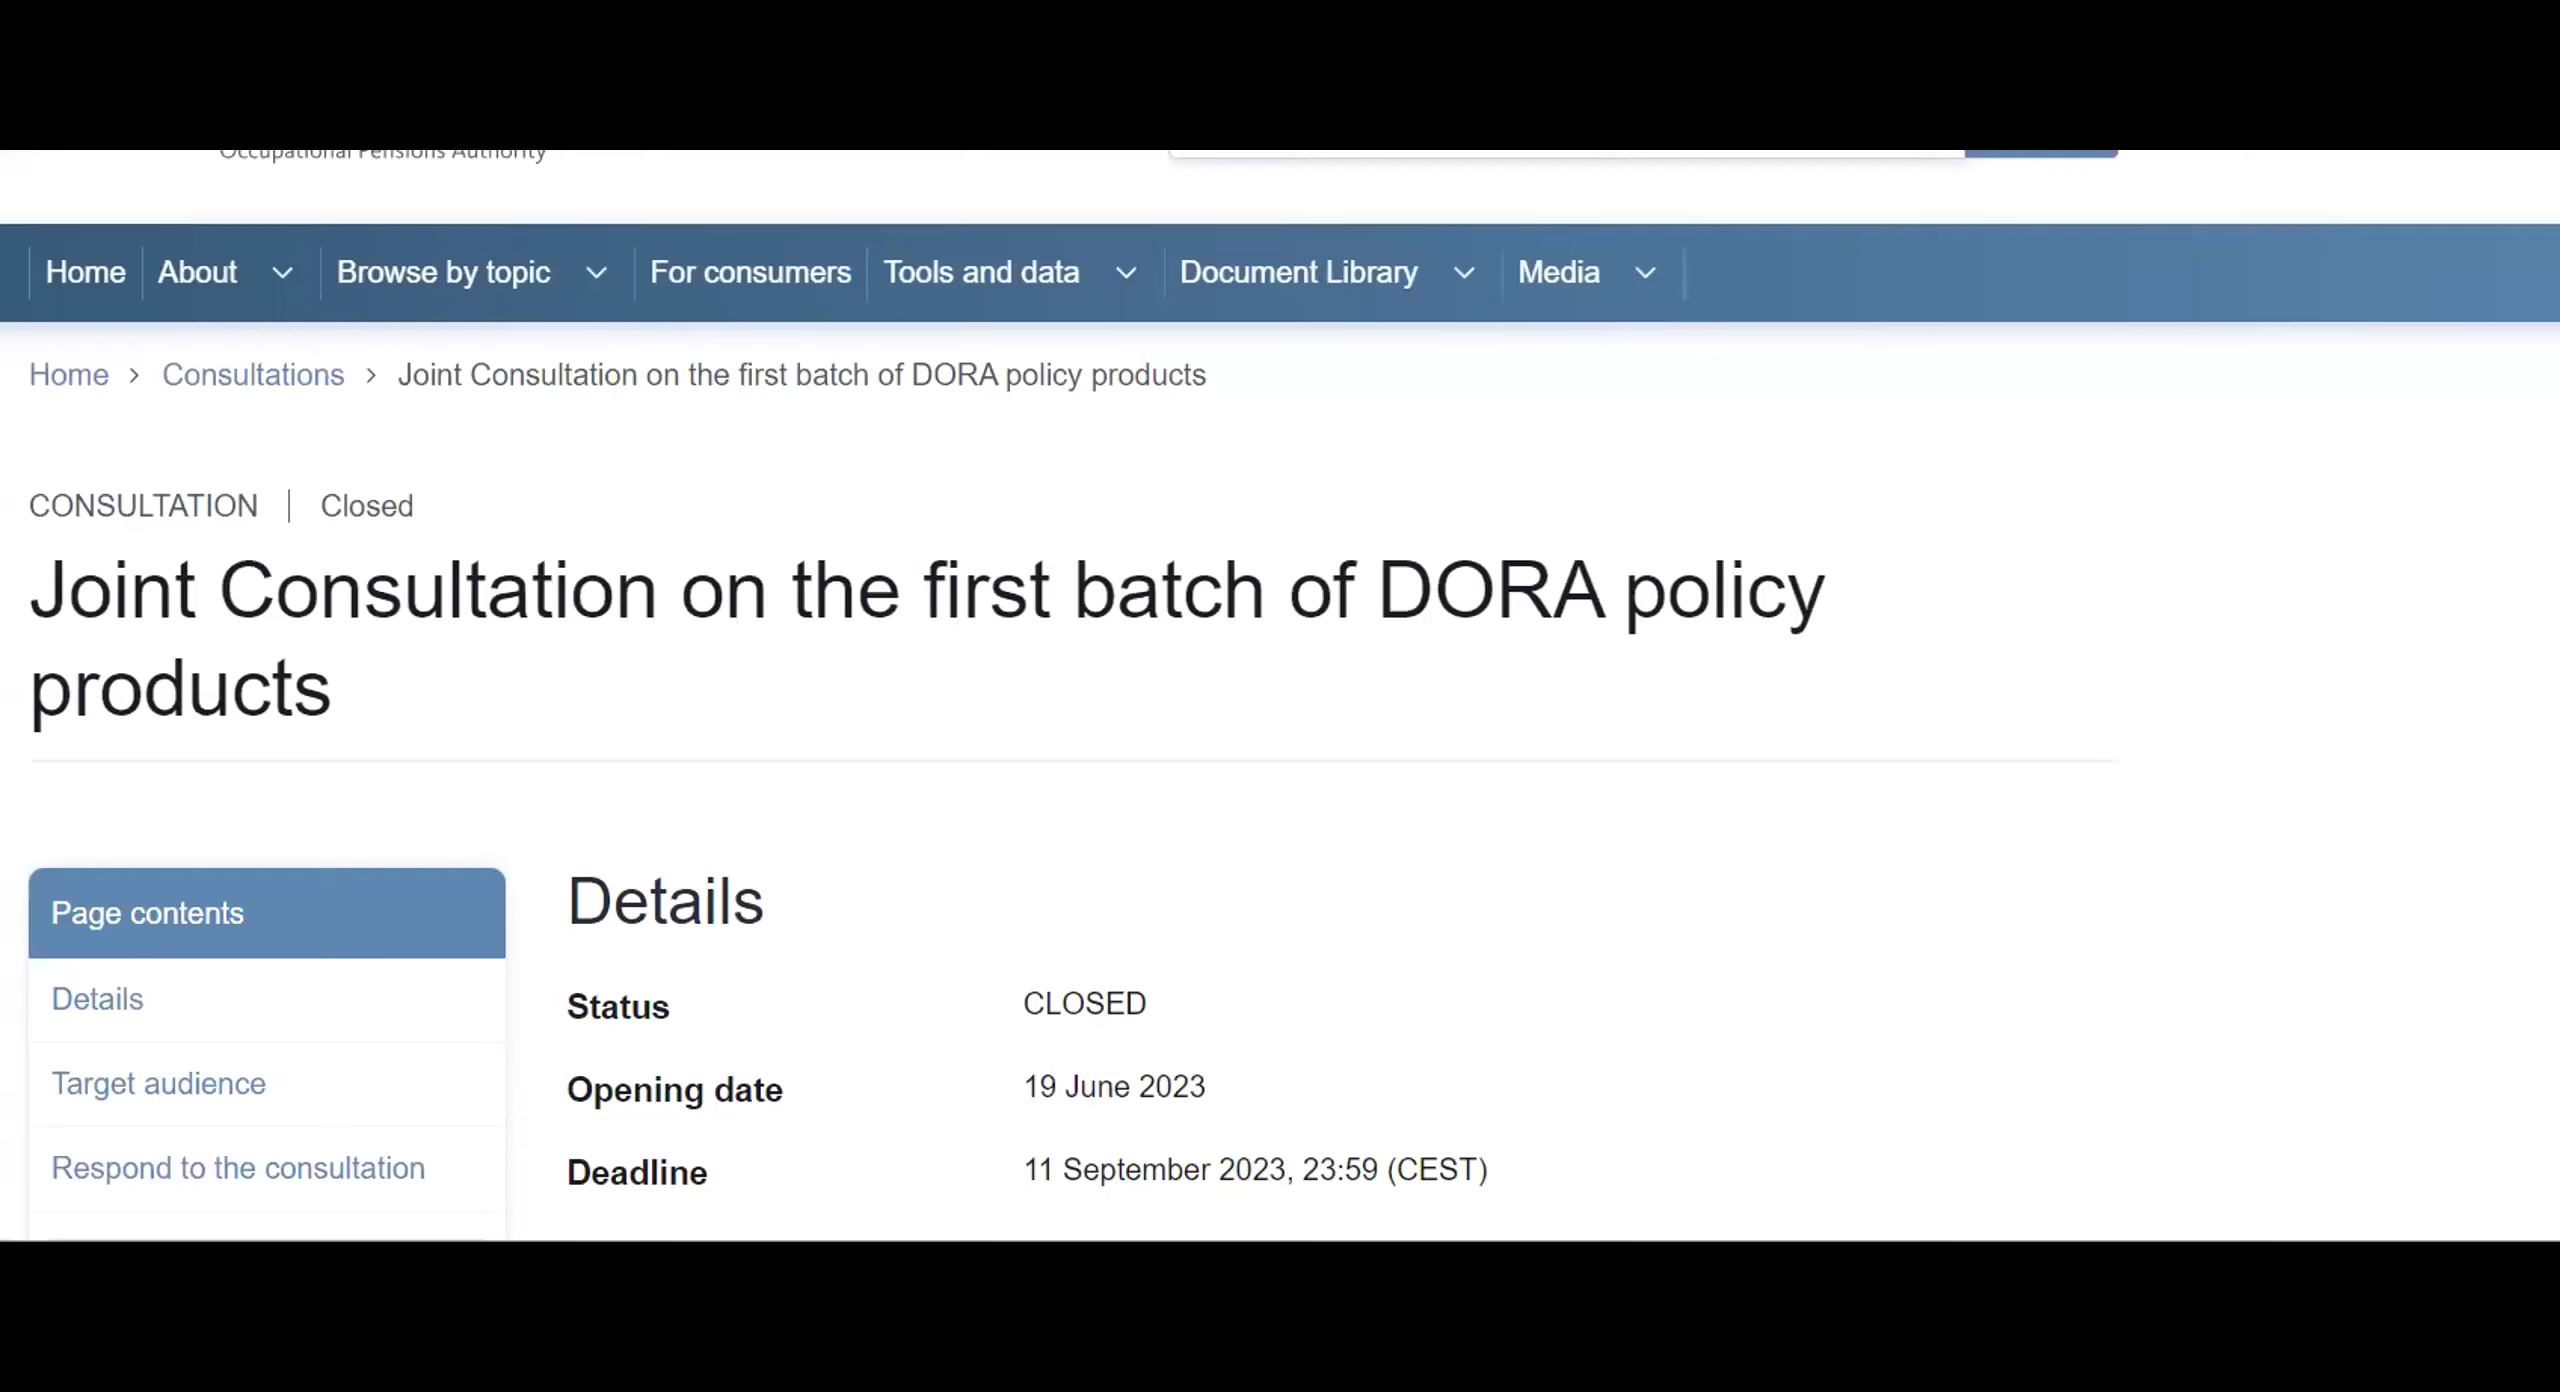 Occupational Pensions Authority
Home About Browse by topic For consumers Tools and data Document Library Media
Home > Consultations > Joint Consultation on the first batch of DORA policy products
CONSULTATION | Closed
Joint Consultation on the first batch of DORA policy
products
Page contents
Details
Target audience
Respond to the consultation
Details
Status CLOSED
Opening date 19 June 2023
Deadline 11 September 2023, 23:59 (CEST)